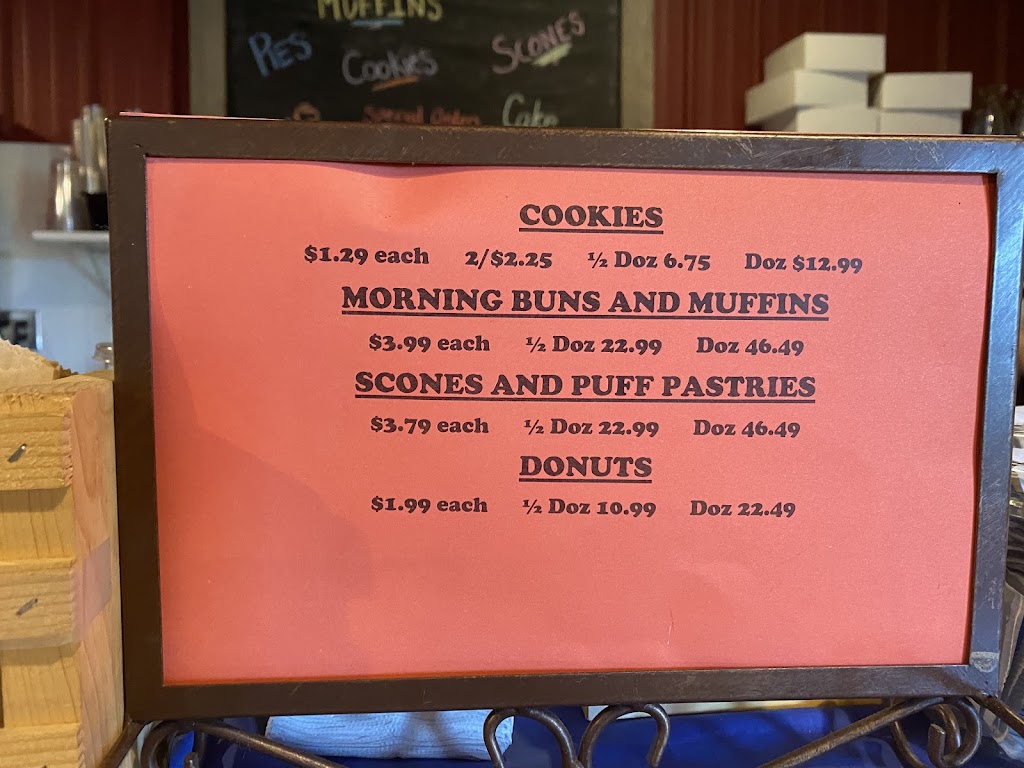 MUFFINS
PIES
Cookies
SCONES
Special Orders
Cake
COOKIES
$1.29 each 2/$2.25 ½ Doz 6.75 Doz $12.99
MORNING BUNS AND MUFFINS
$3.99 each ½ Doz 22.99 Doz 46.49
SCONES AND PUFF PASTRIES
$3.79 each ½ Doz 22.99 Doz 46.49
DONUTS
$1.99 each ½ Doz 10.99 Doz 22.49